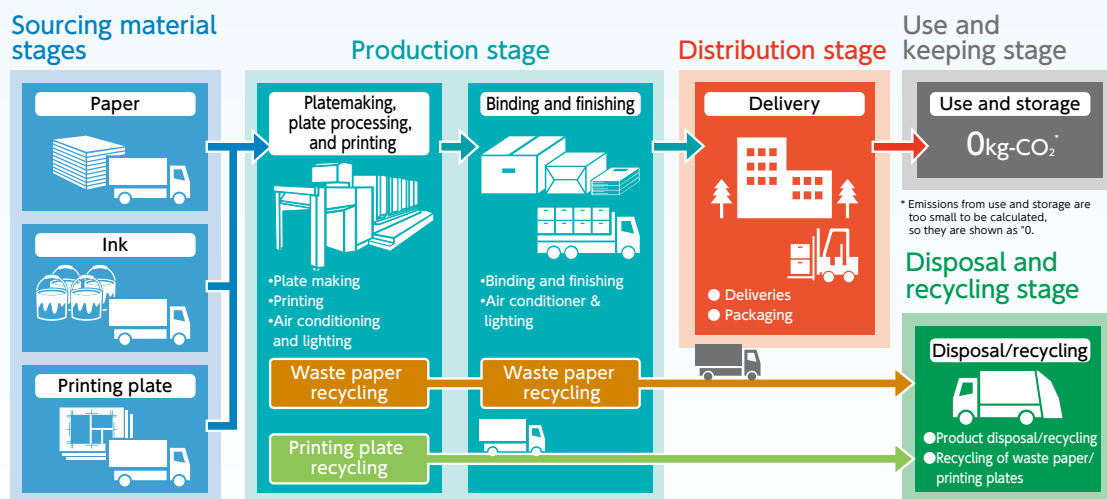 Sourcing material
stages
Paper
Ink
Printing plate
Production stage
Platemaking,
plate processing,
and printing
•Plate making
•Printing
•Air conditioning
and lighting
Binding and finishing
•Binding and finishing
•Air conditioner &
lighting
Waste paper
recycling
Waste paper
recycling
Printing plate
recycling
Distribution stage
Delivery
● Deliveries
● Packaging
Use and
keeping stage
Use and storage
0kg-CO₂*
* Emissions from use and storage are
too small to be calculated,
so they are shown as "0.
Disposal and
recycling stage
Disposal/recycling
●Product disposal/recycling
●Recycling of waste paper/
printing plates